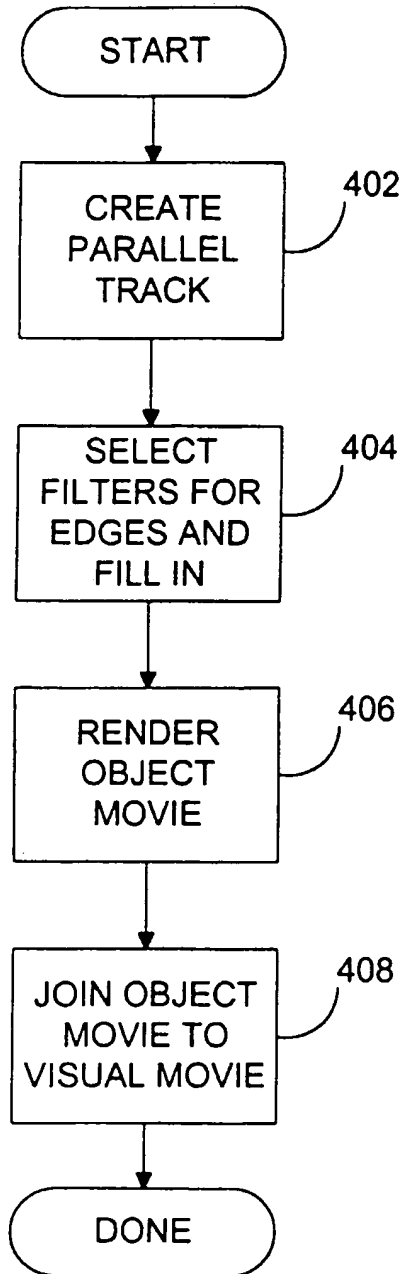 START
CREATE
PARALLEL
TRACK
402
SELECT
FILTERS FOR
EDGES AND
FILL IN
404
RENDER
OBJECT
MOVIE
406
JOIN OBJECT
MOVIE TO
VISUAL MOVIE
408
DONE